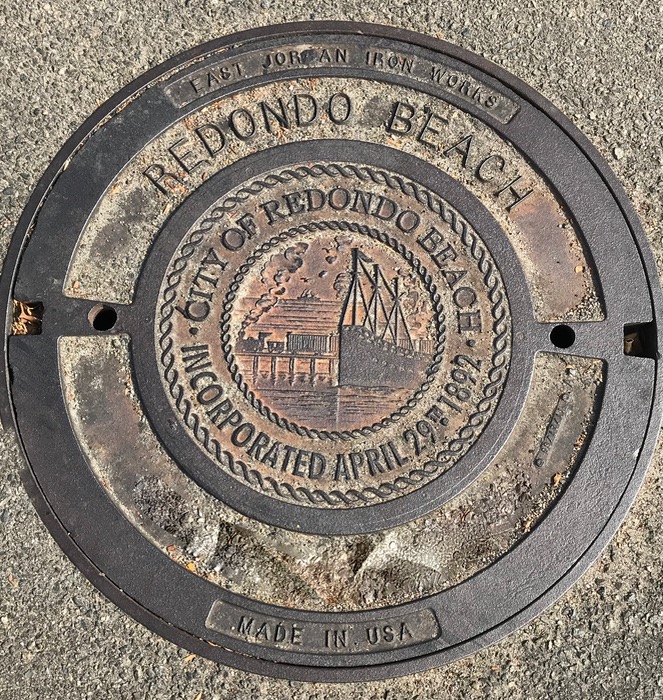 EAST JORDAN IRON WORKS
REDONDO BEACH
CITY OF REDONDO BEACH
INCORPORATED APRIL 29TH 1892
MADE IN USA